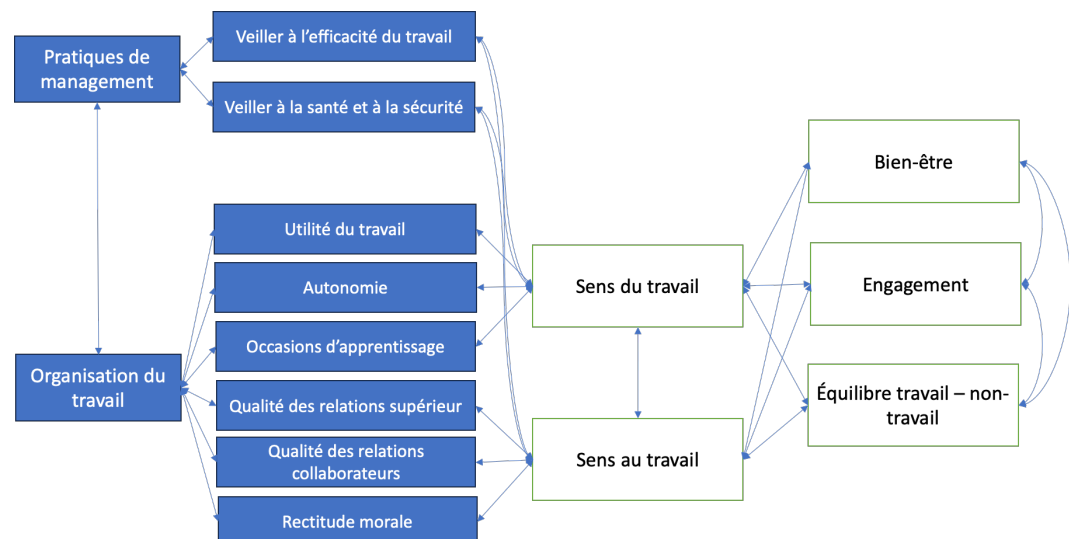 Pratiques de
management
Veiller à l’efficacité du travail
Veiller à la santé et à la sécurité
Utilité du travail
Autonomie
Occasions d’apprentissage
Organisation du
travail
Qualité des relations supérieur
Qualité des relations
collaborateurs
Rectitude morale
Sens du travail
Sens au travail
Bien-être
Engagement
Équilibre travail – non-
travail